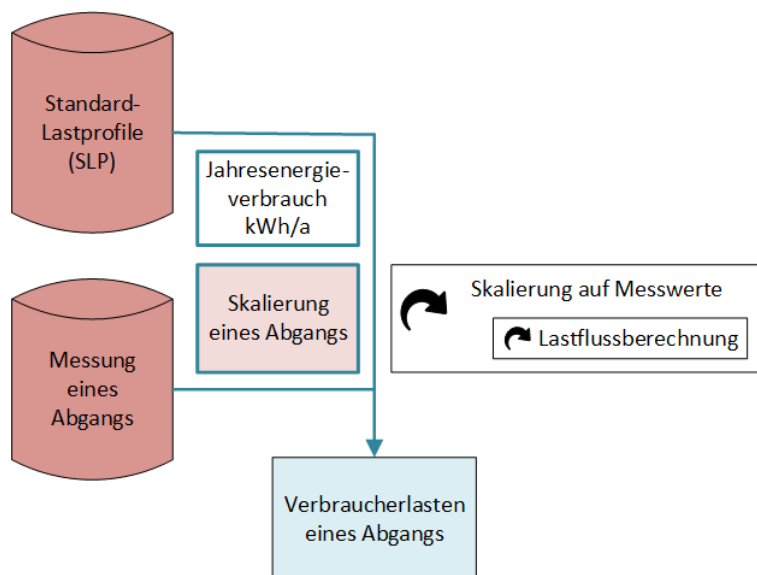 Standard-
Lastprofile
(SLP)
Jahresenergie-
verbrauch
kWh/a
Skalierung
eines Abgangs
Skalierung auf Messwerte
Lastflussberechnung
Messung
eines
Abgangs
Verbraucherlasten
eines Abgangs